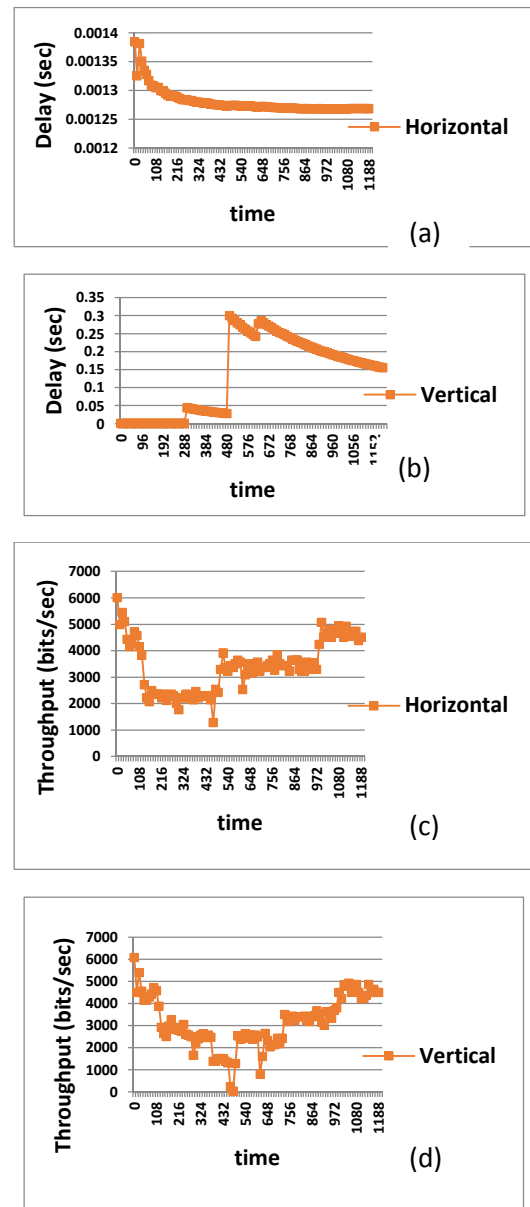 Delay (sec)
0.0014
0.00135
0.0013
0.00125
0.0012
0 108 216 324 432 540 648 756 864 972 1080 1188
Horizontal
time
(a)
Delay (sec)
0.35
0.3
0.25
0.2
0.15
0.1
0.05
0
0 96 192 288 384 480 576 672 768 864 960 1056
Vertical
time
(b)
Throughput (bits/sec)
7000
6000
5000
4000
3000
2000
1000
0
0 108 216 324 432 540 648 756 864 972 1080 1188
Horizontal
time
(c)
Throughput (bits/sec)
7000
6000
5000
4000
3000
2000
1000
0
0 108 216 324 432 540 648 756 864 972 1080 1188
Vertical
time
(d)